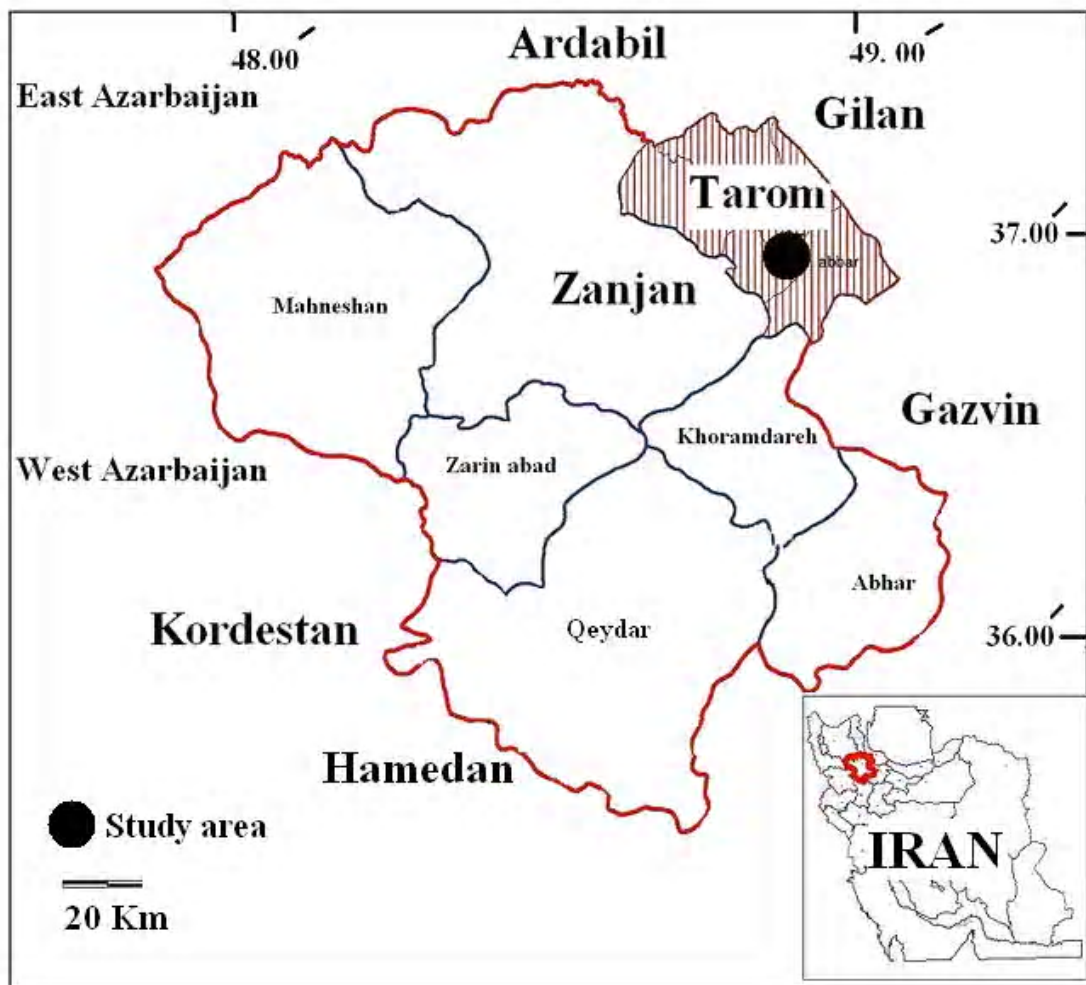 Ardabil
48.00
49. 00
East Azarbaijan
Gilan
Tarom
37.00
abbar
Zanjan
Mahneshan
Gazvin
Khoramdareh
Zarin abad
West Azarbaijan
Abhar
Kordestan
Qeydar
36.00
Hamedan
Study area
IRAN
20 Km